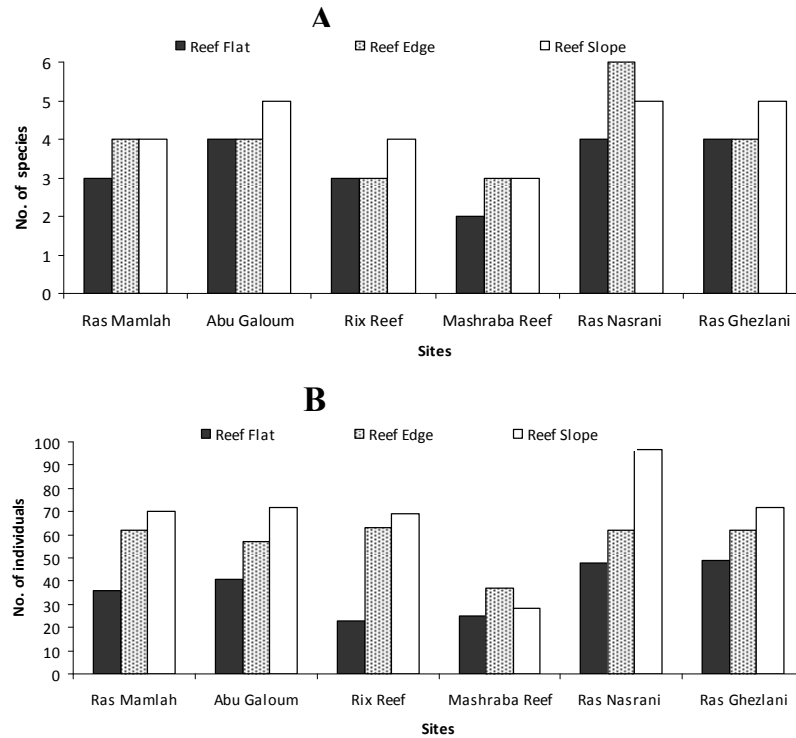 A
Reef Flat Reef Edge Reef Slope
No. of species
6
5
4
3
2
1
0
Ras Mamlah Abu Galoum Rix Reef Mashraba Reef Ras Nasrani Ras Ghezlani
Sites
B
Reef Flat Reef Edge Reef Slope
No. of individuals
100
90
80
70
60
50
40
30
20
10
0
Ras Mamlah Abu Galoum Rix Reef Mashraba Reef Ras Nasrani Ras Ghezlani
Sites